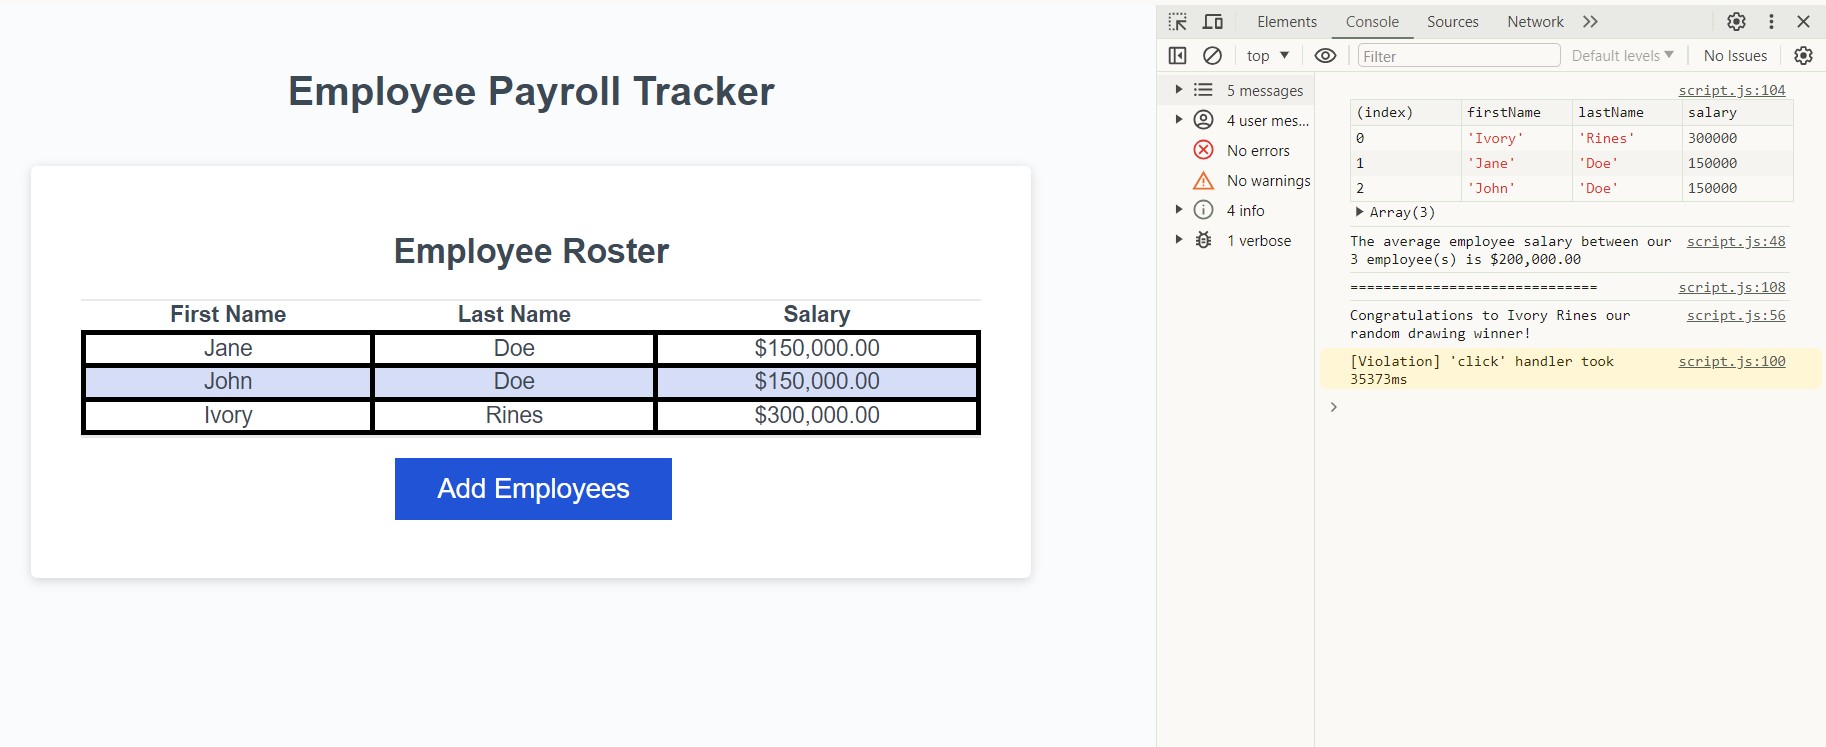 Employee Payroll Tracker
Employee Roster
First Name Last Name Salary
Jane Doe $150,000.00
John Doe $150,000.00
Ivory Rines $300,000.00
Add Employees
Elements Console Sources Network
top Filter Default levels No Issues
5 messages
4 user mes...
No errors
No warnings
4 info
1 verbose
script.js:104
(index) firstName lastName salary
0 'Ivory' 'Rines' 300000
1 'Jane' 'Doe' 150000
2 'John' 'Doe' 150000
Array(3)
The average employee salary between our script.js:48
3 employee(s) is $200,000.00
============================== script.js:108
Congratulations to Ivory Rines our script.js:56
random drawing winner!
[Violation] 'click' handler took script.js:100
35373ms